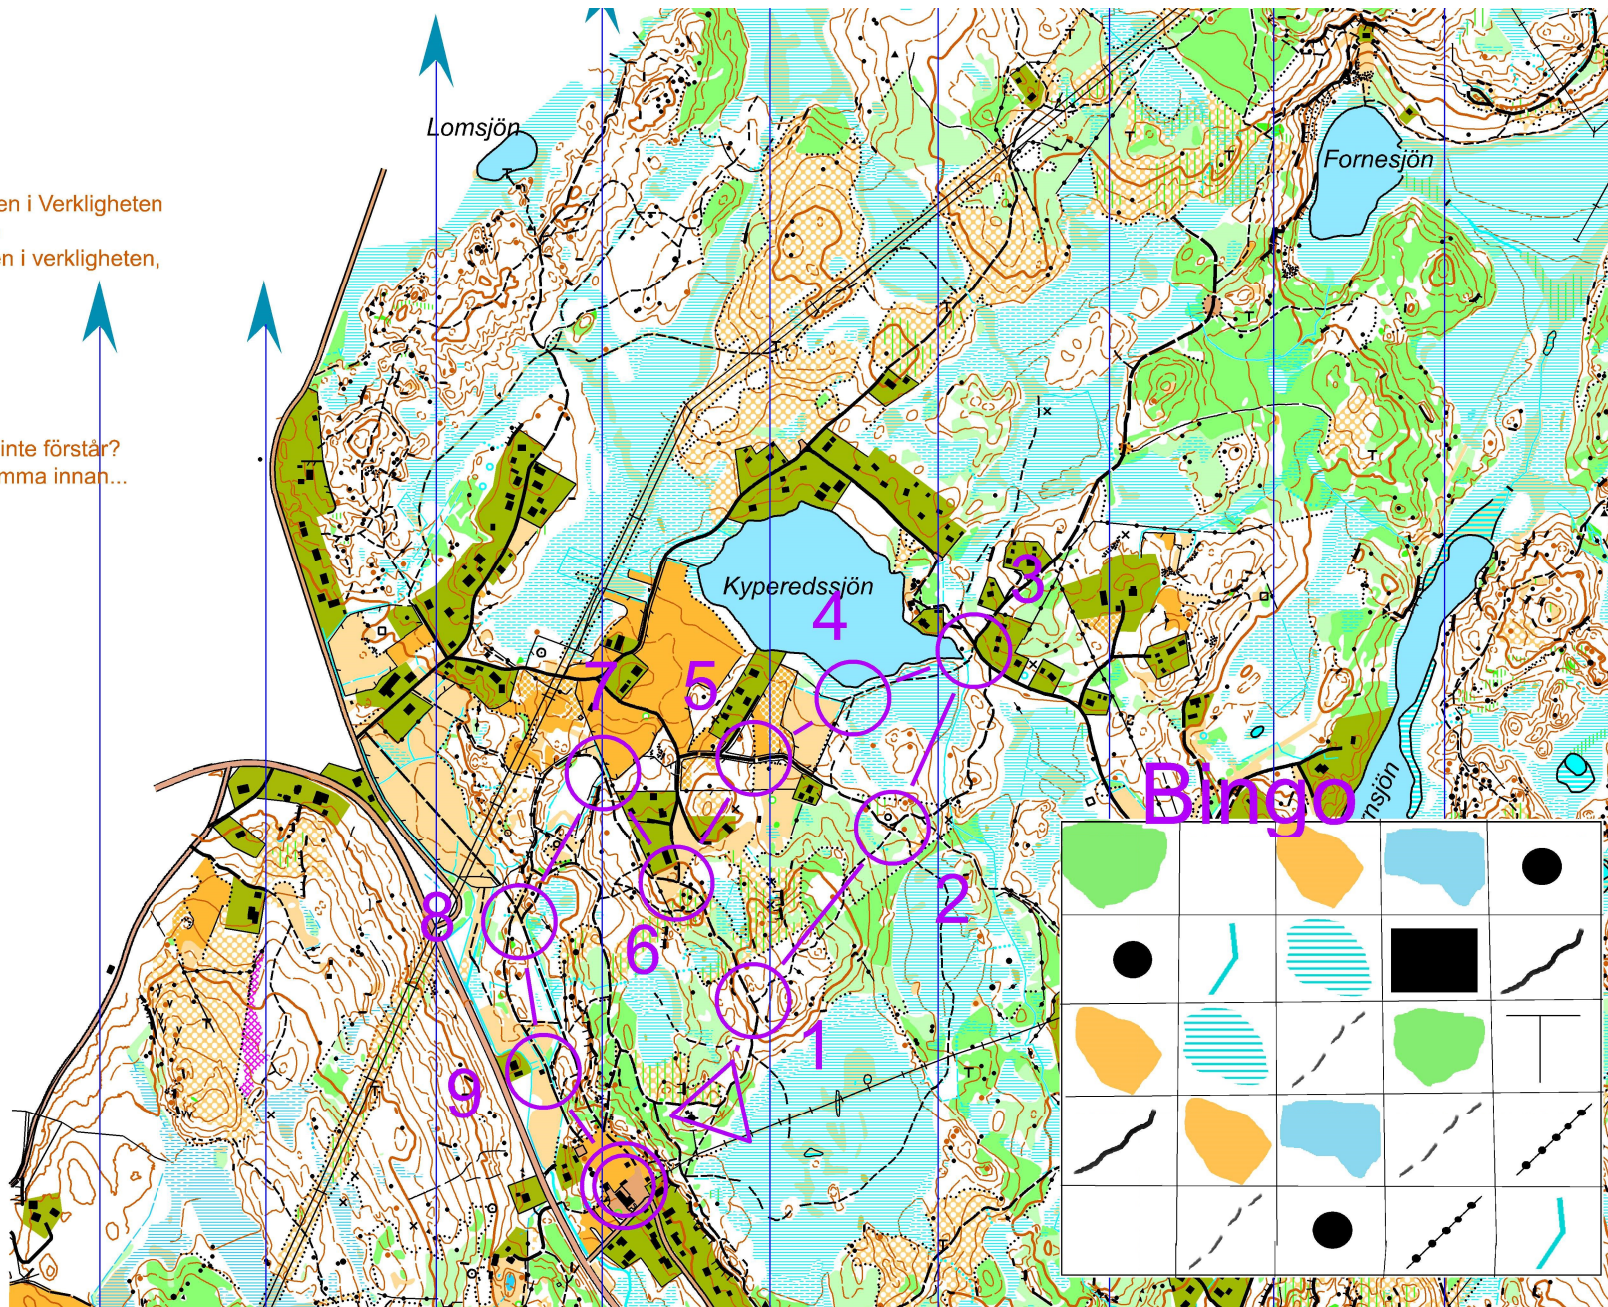 Lomsjön
Fornesjön
en i Verkligheten
en i verkligheten,
inte förstår?
mma innan...
Kyperedssjön
3
4
7
5
Bingo
msjön
2
8
6
1
9